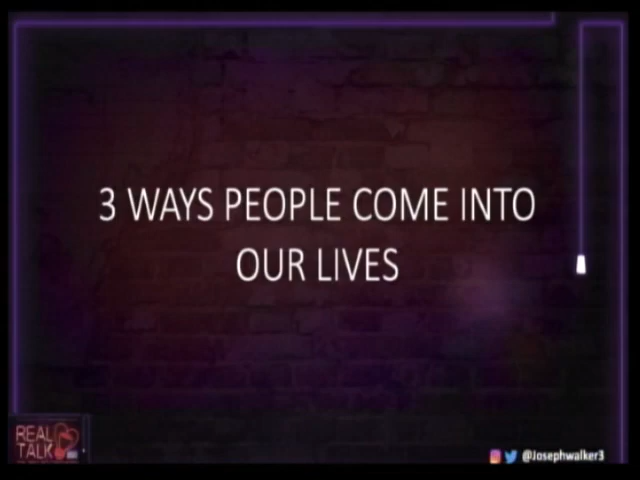 3 WAYS PEOPLE COME INTO
OUR LIVES
REAL
TALK
@Josephwalker3